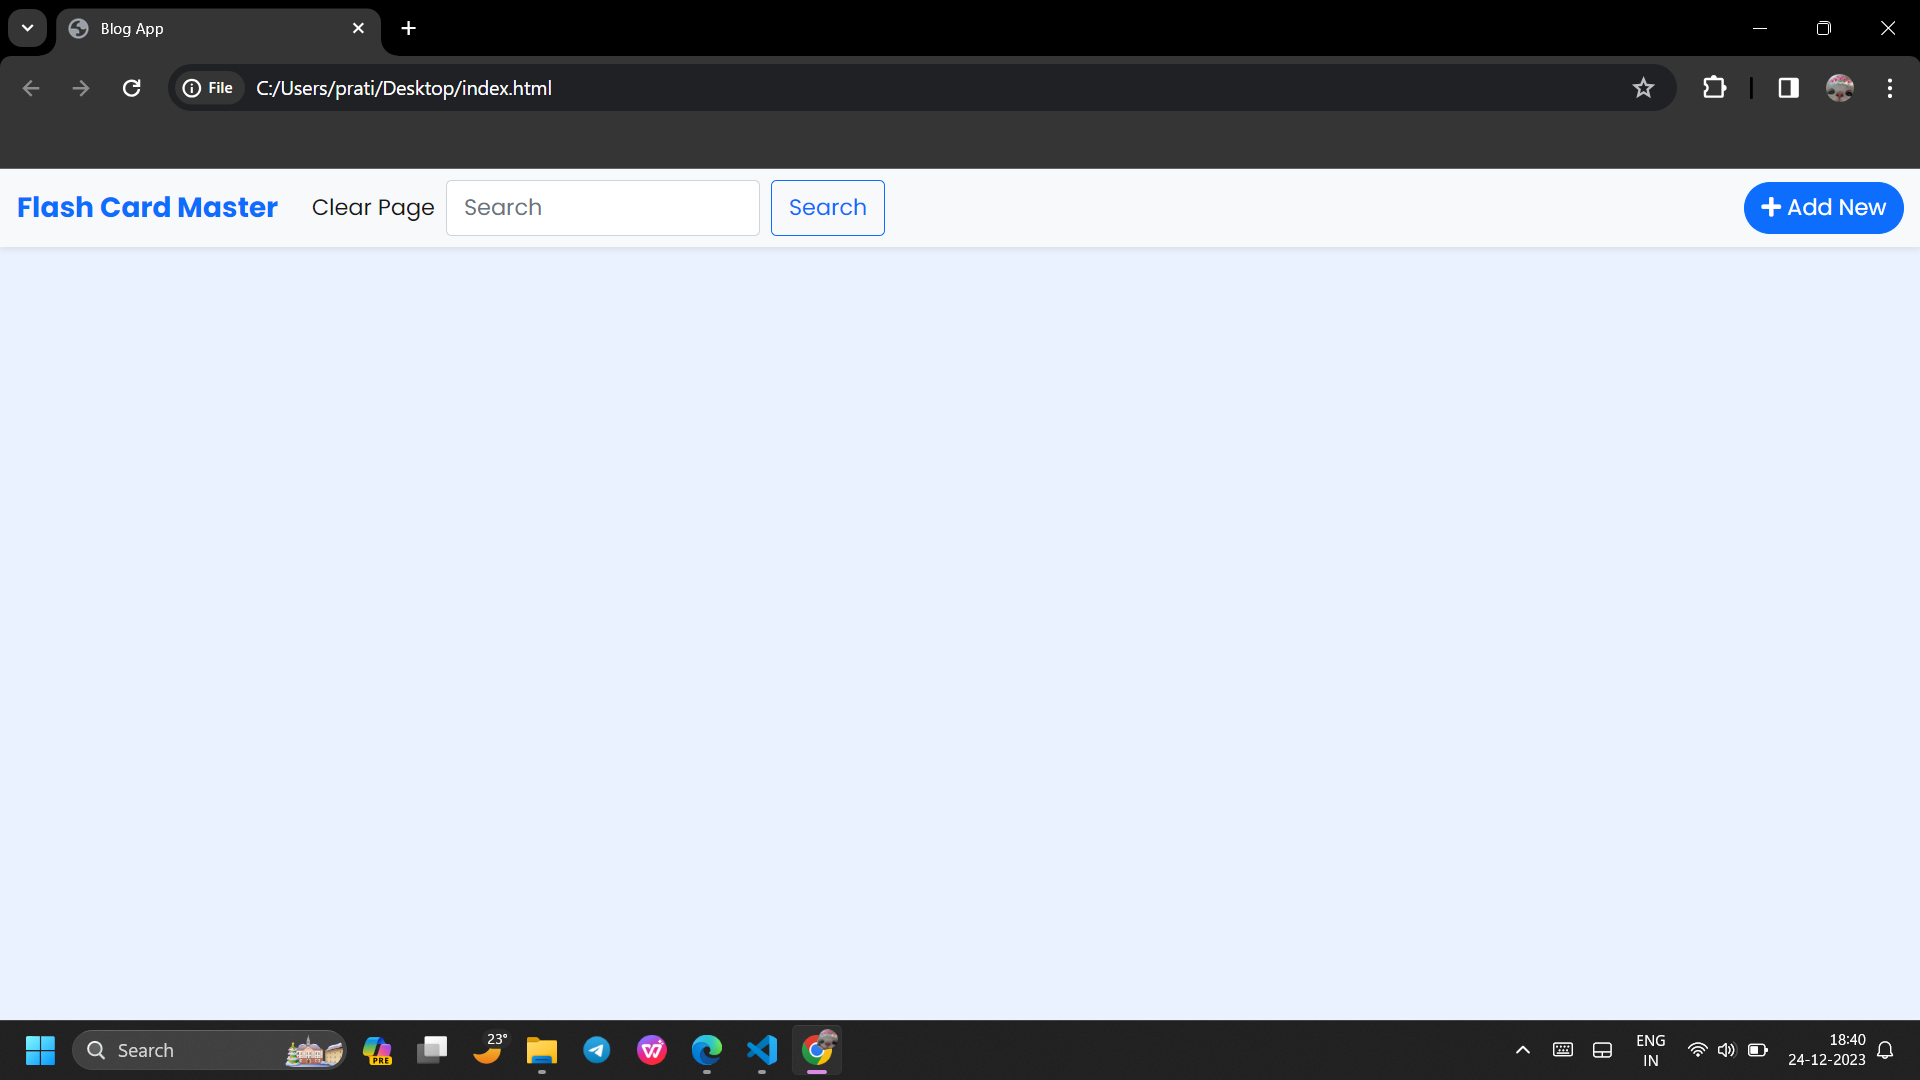 Blog App
File C:/Users/prati/Desktop/index.html
Flash Card Master Clear Page Search Search Add New
Search PRE 23° ENG 18:40
IN 24-12-2023